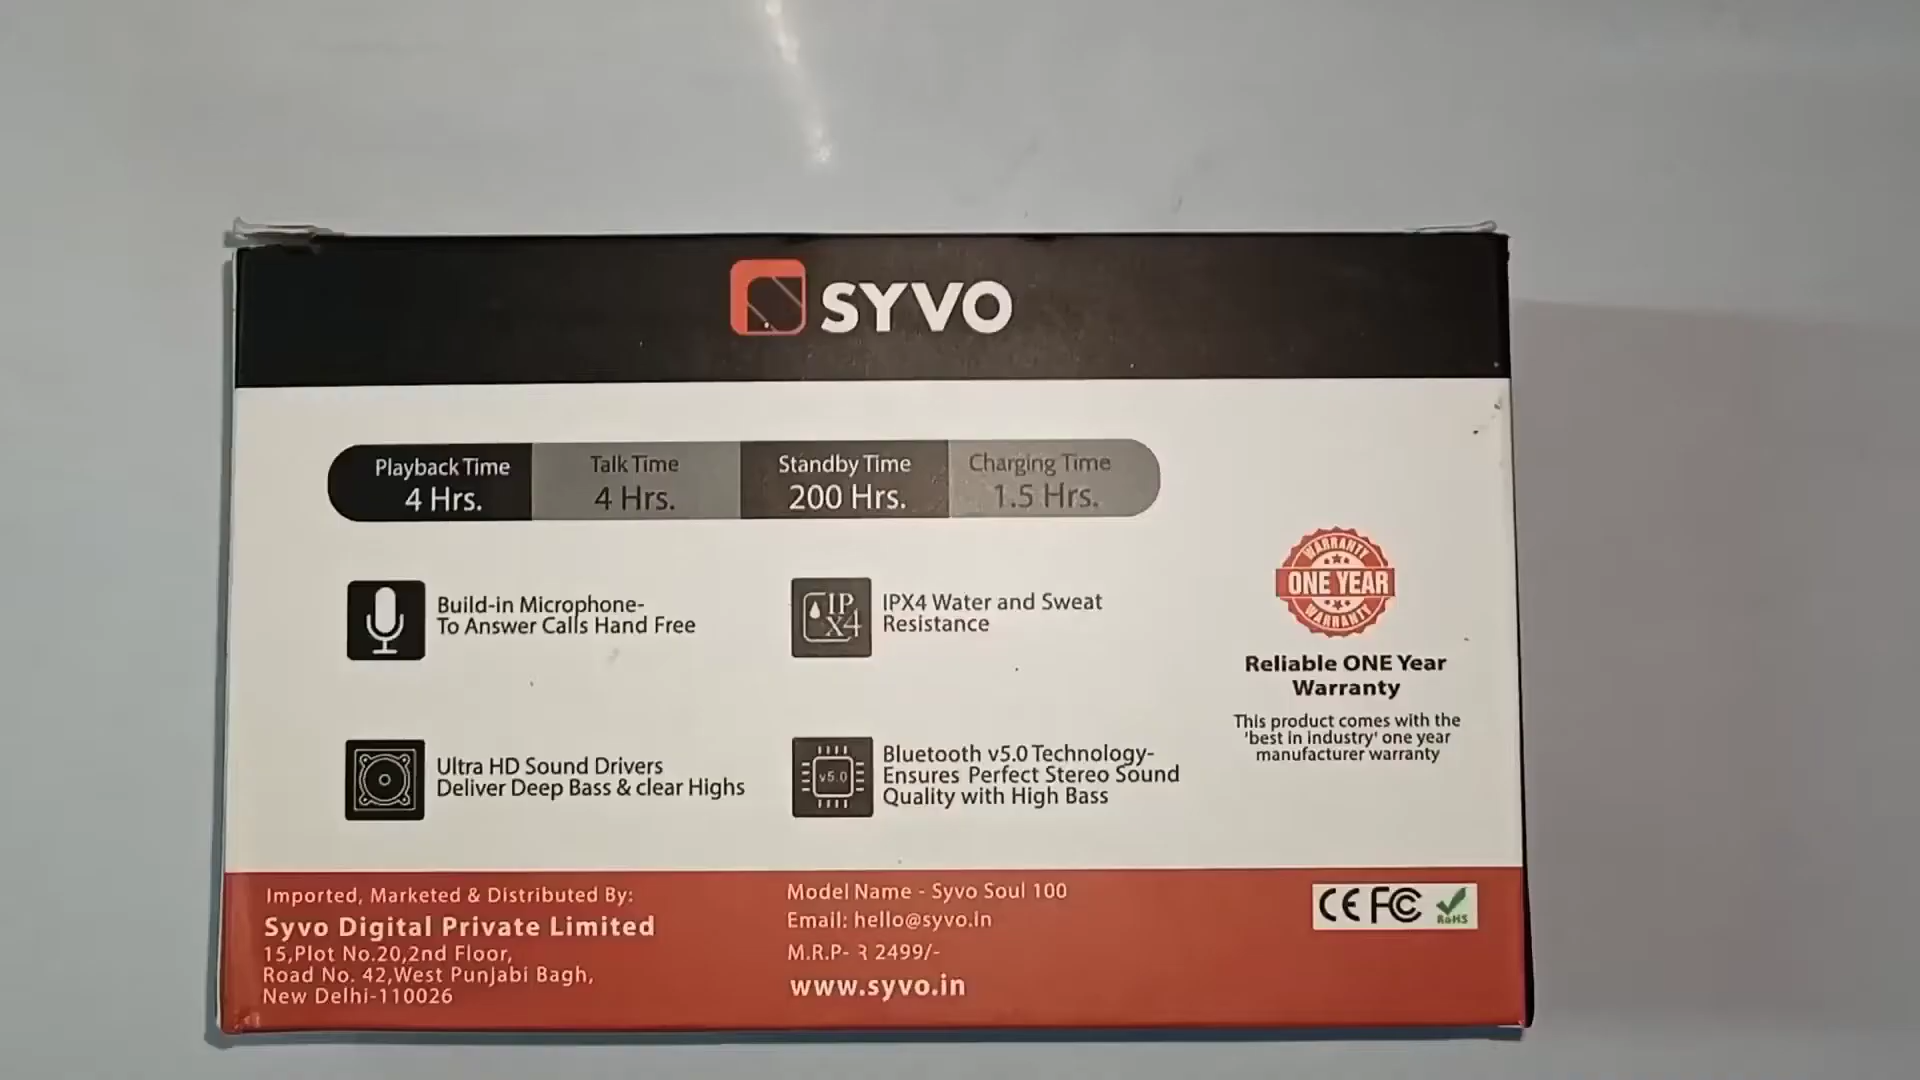 SYVO
Playback Time
4 Hrs.
Talk Time
4 Hrs.
Standby Time
200 Hrs.
Charging Time
1.5 Hrs.
Build-in Microphone-
To Answer Calls Hand Free
IP
X4
IPX4 Water and Sweat
Resistance
Ultra HD Sound Drivers
Deliver Deep Bass & clear Highs
v5.0
Bluetooth v5.0 Technology-
Ensures Perfect Stereo Sound
Quality with High Bass
WARRANTY
ONE YEAR
WARRANTY
Reliable ONE Year
Warranty
This product comes with the
'best in industry' one year
manufacturer warranty
Imported, Marketed & Distributed By:
Syvo Digital Private Limited
15,Plot No.20,2nd Floor,
Road No. 42,West Punjabi Bagh,
New Delhi-110026
Model Name - Syvo Soul 100
Email: hello@syvo.in
M.R.P- ₹ 2499/-
www.syvo.in
CE FC RoHS